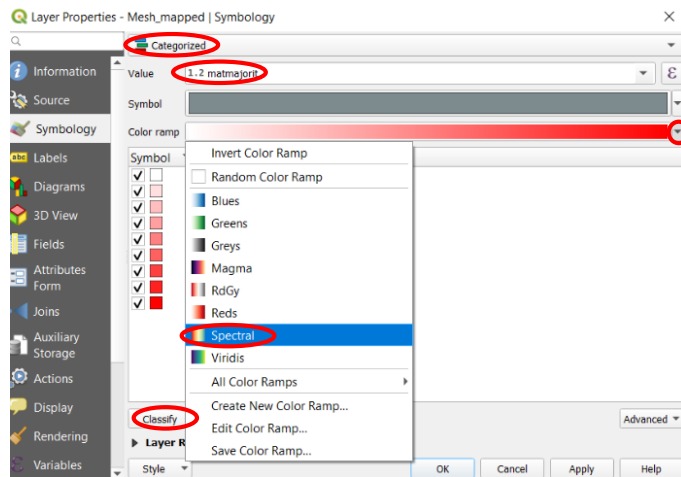 Layer Properties - Mesh_mapped | Symbology
Information
Source
Symbology
Labels
Diagrams
3D View
Fields
Attributes
Form
Joins
Auxiliary
Storage
Actions
Display
Rendering
Variables
Categorized
Value
1.2 matmajorit
ε
Symbol
Color ramp
Symbol
Invert Color Ramp
Random Color Ramp
Blues
Greens
Greys
Magma
RdGy
Reds
Spectral
Viridis
All Color Ramps
Create New Color Ramp...
Edit Color Ramp...
Save Color Ramp...
Classify
Advanced
Layer R
Style
OK
Cancel
Apply
Help